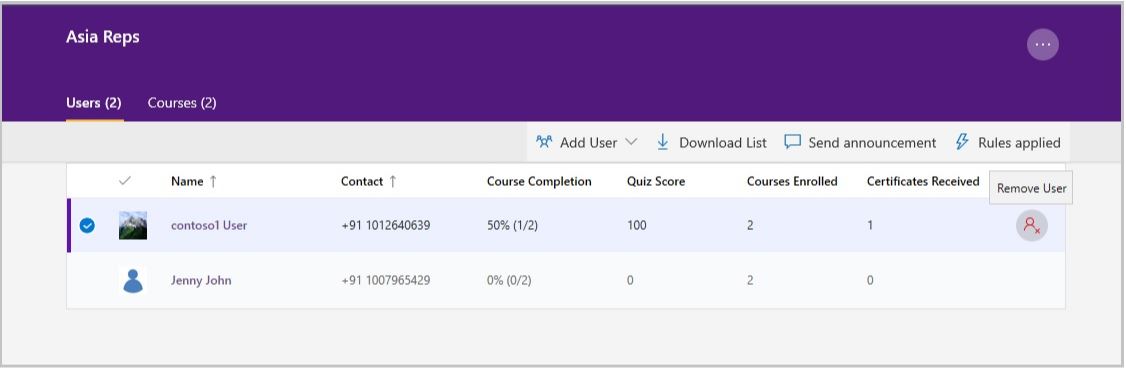 Asia Reps
Users (2) Courses (2)
Add User Download List Send announcement Rules applied
Name ↑ Contact ↑ Course Completion Quiz Score Courses Enrolled Certificates Received
Remove User
contoso1 User +91 1012640639 50% (1/2) 100 2 1
Jenny John +91 1007965429 0% (0/2) 0 2 0